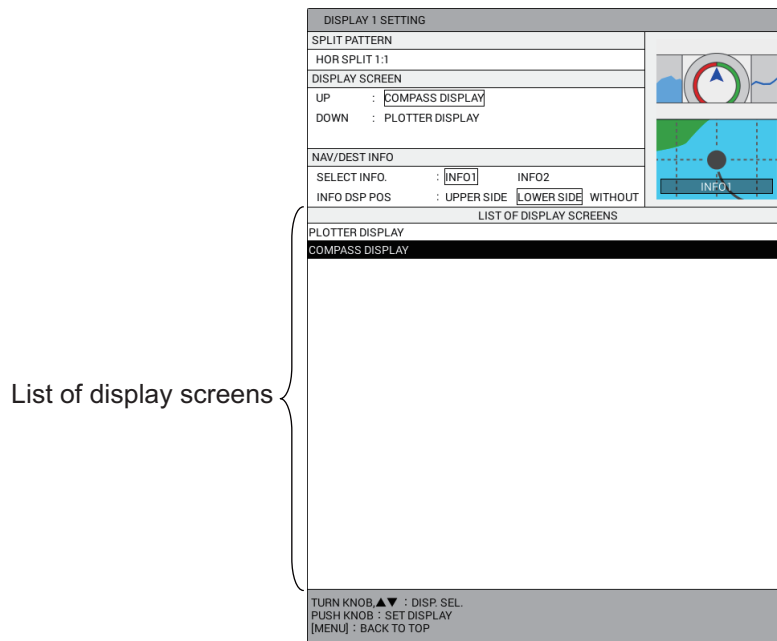 DISPLAY 1 SETTING
SPLIT PATTERN
HOR SPLIT 1:1
DISPLAY SCREEN
UP : COMPASS DISPLAY
DOWN : PLOTTER DISPLAY
NAV/DEST INFO
SELECT INFO. : INFO1 INFO2
INFO DSP POS : UPPER SIDE LOWER SIDE WITHOUT
INFO1
LIST OF DISPLAY SCREENS
PLOTTER DISPLAY
COMPASS DISPLAY
List of display screens
TURN KNOB,▲▼ : DISP. SEL.
PUSH KNOB : SET DISPLAY
[MENU] : BACK TO TOP